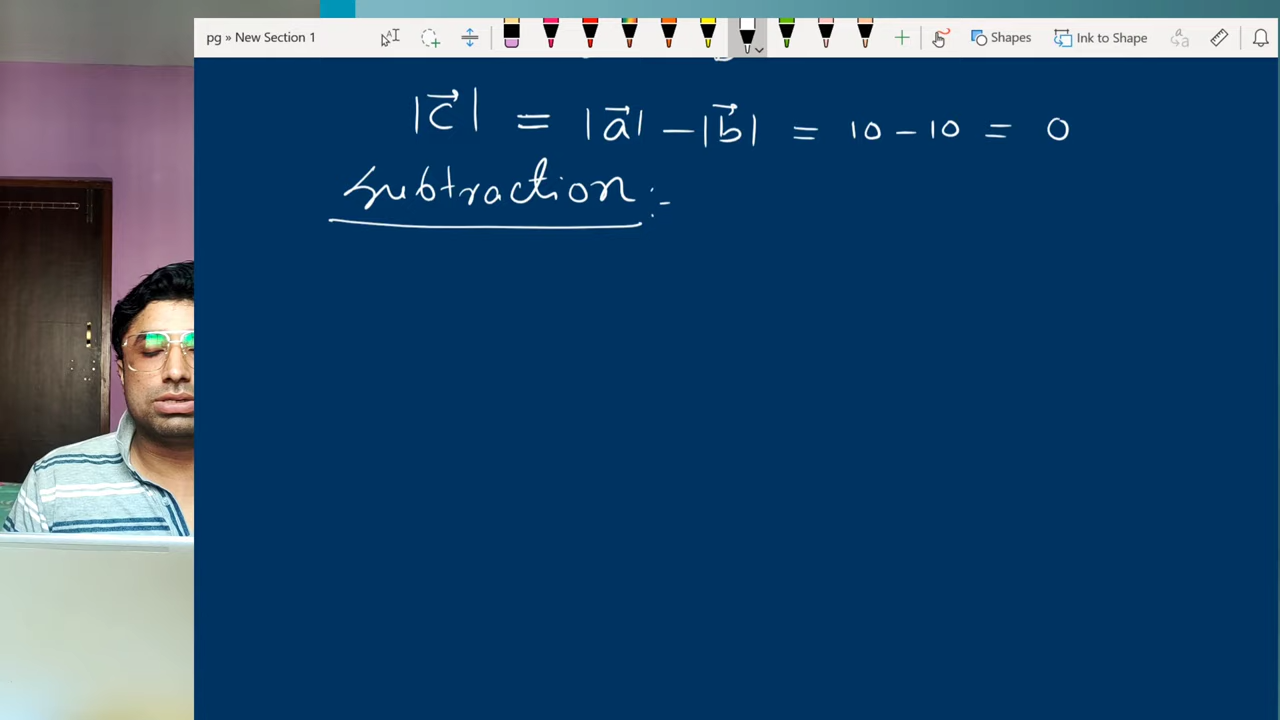 pg » New Section 1
Shapes
Ink to Shape
|c⃗| = |a⃗| - |b⃗| = 10 - 10 = 0
subtraction :-